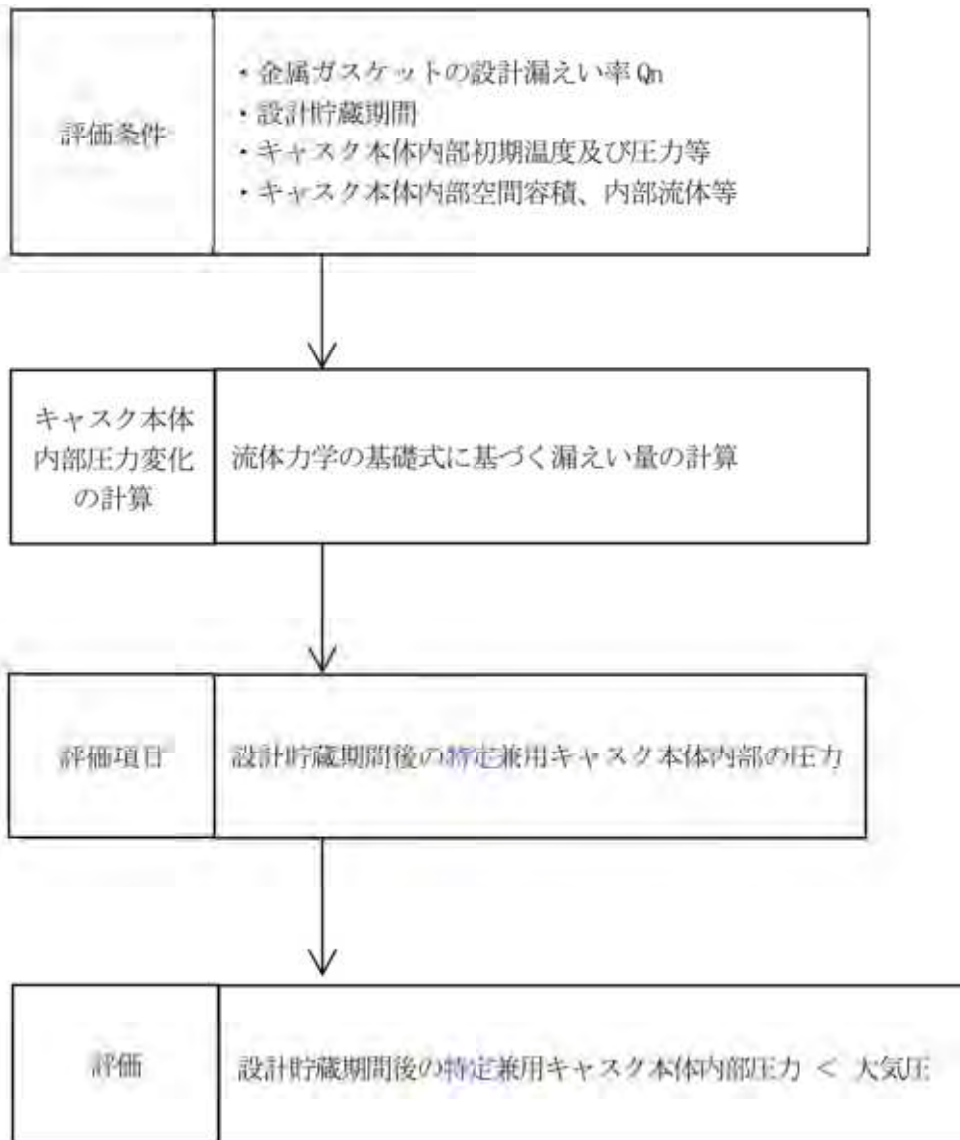 評価条件
・金属ガスケットの設計漏えい率 Qn
・設計貯蔵期間
・キャスク本体内部初期温度及び圧力等
・キャスク本体内部空間容積、内部流体等
キャスク本体
内部圧力変化
の計算
流体力学の基礎式に基づく漏えい量の計算
評価項目
設計貯蔵期間後の特定兼用キャスク本体内部の圧力
評価
設計貯蔵期間後の特定兼用キャスク本体内部圧力 < 大気圧